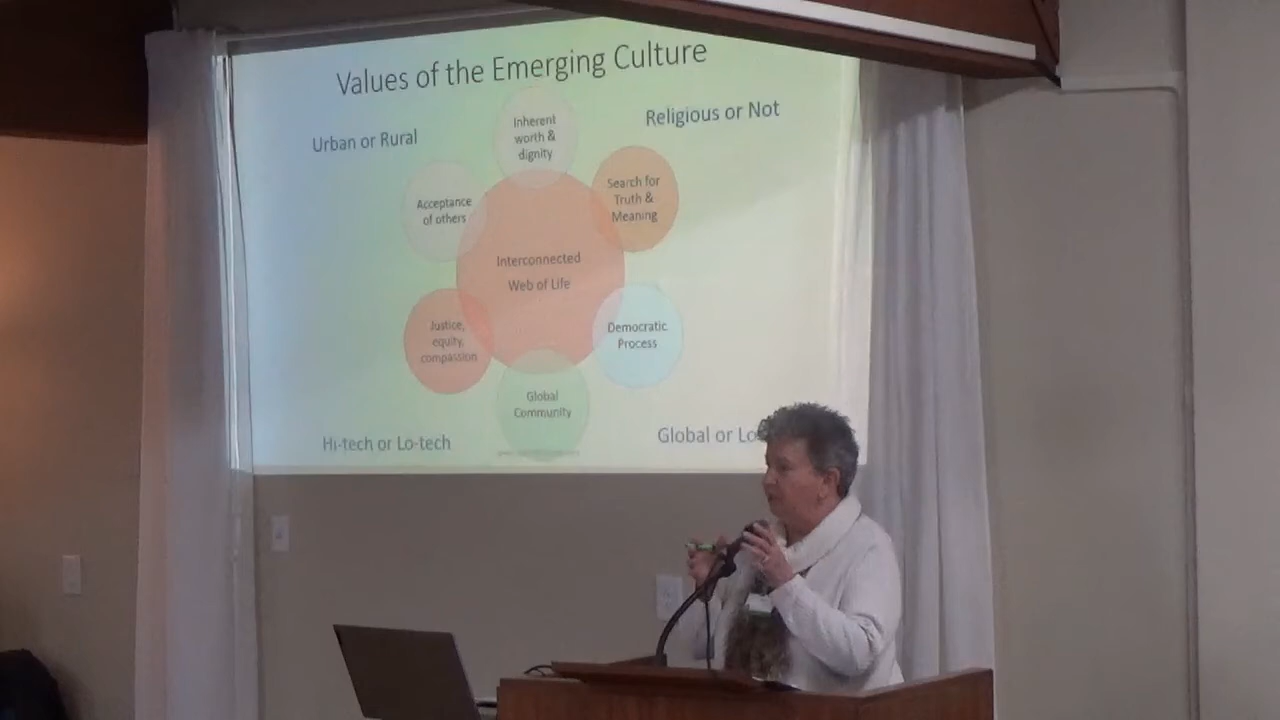 Values of the Emerging Culture
Urban or Rural
Religious or Not
Inherent
worth &
dignity
Acceptance
of others
Search for
Truth &
Meaning
Interconnected
Web of Life
Justice,
equity,
compassion
Democratic
Process
Global
Community
Hi-tech or Lo-tech
Global or